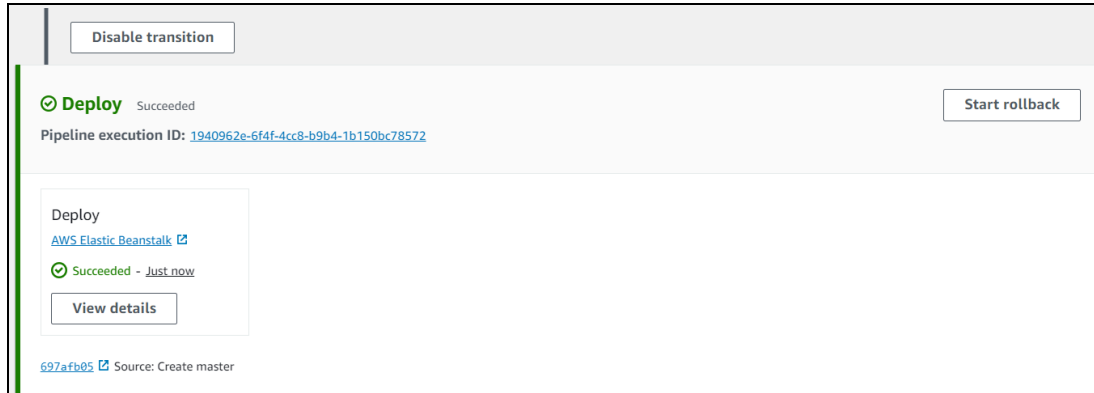 Disable transition
Deploy Succeeded
Start rollback
Pipeline execution ID: 1940962e-6f4f-4cc8-b9b4-1b150bc78572
Deploy
AWS Elastic Beanstalk
Succeeded - Just now
View details
697afb05 Source: Create master